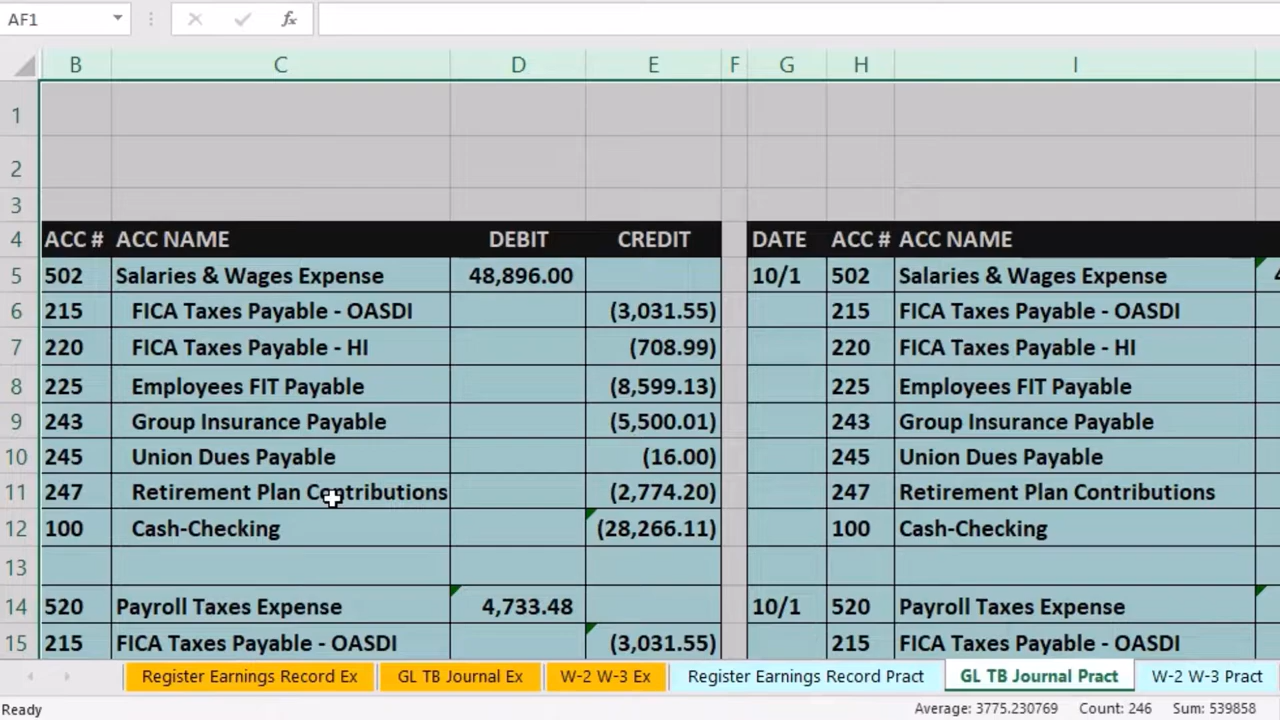 AF1 fx
B C D E F G H I
1
2
3
4 ACC # ACC NAME DEBIT CREDIT DATE ACC # ACC NAME
5 502 Salaries & Wages Expense 48,896.00 10/1 502 Salaries & Wages Expense 4
6 215 FICA Taxes Payable - OASDI (3,031.55) 215 FICA Taxes Payable - OASDI
7 220 FICA Taxes Payable - HI (708.99) 220 FICA Taxes Payable - HI
8 225 Employees FIT Payable (8,599.13) 225 Employees FIT Payable
9 243 Group Insurance Payable (5,500.01) 243 Group Insurance Payable
10 245 Union Dues Payable (16.00) 245 Union Dues Payable
11 247 Retirement Plan Contributions (2,774.20) 247 Retirement Plan Contributions
12 100 Cash-Checking (28,266.11) 100 Cash-Checking
13
14 520 Payroll Taxes Expense 4,733.48 10/1 520 Payroll Taxes Expense
15 215 FICA Taxes Payable - OASDI (3,031.55) 215 FICA Taxes Payable - OASDI
Register Earnings Record Ex GL TB Journal Ex W-2 W-3 Ex Register Earnings Record Pract GL TB Journal Pract W-2 W-3 Pract
Ready Average: 3775.230769 Count: 246 Sum: 539858